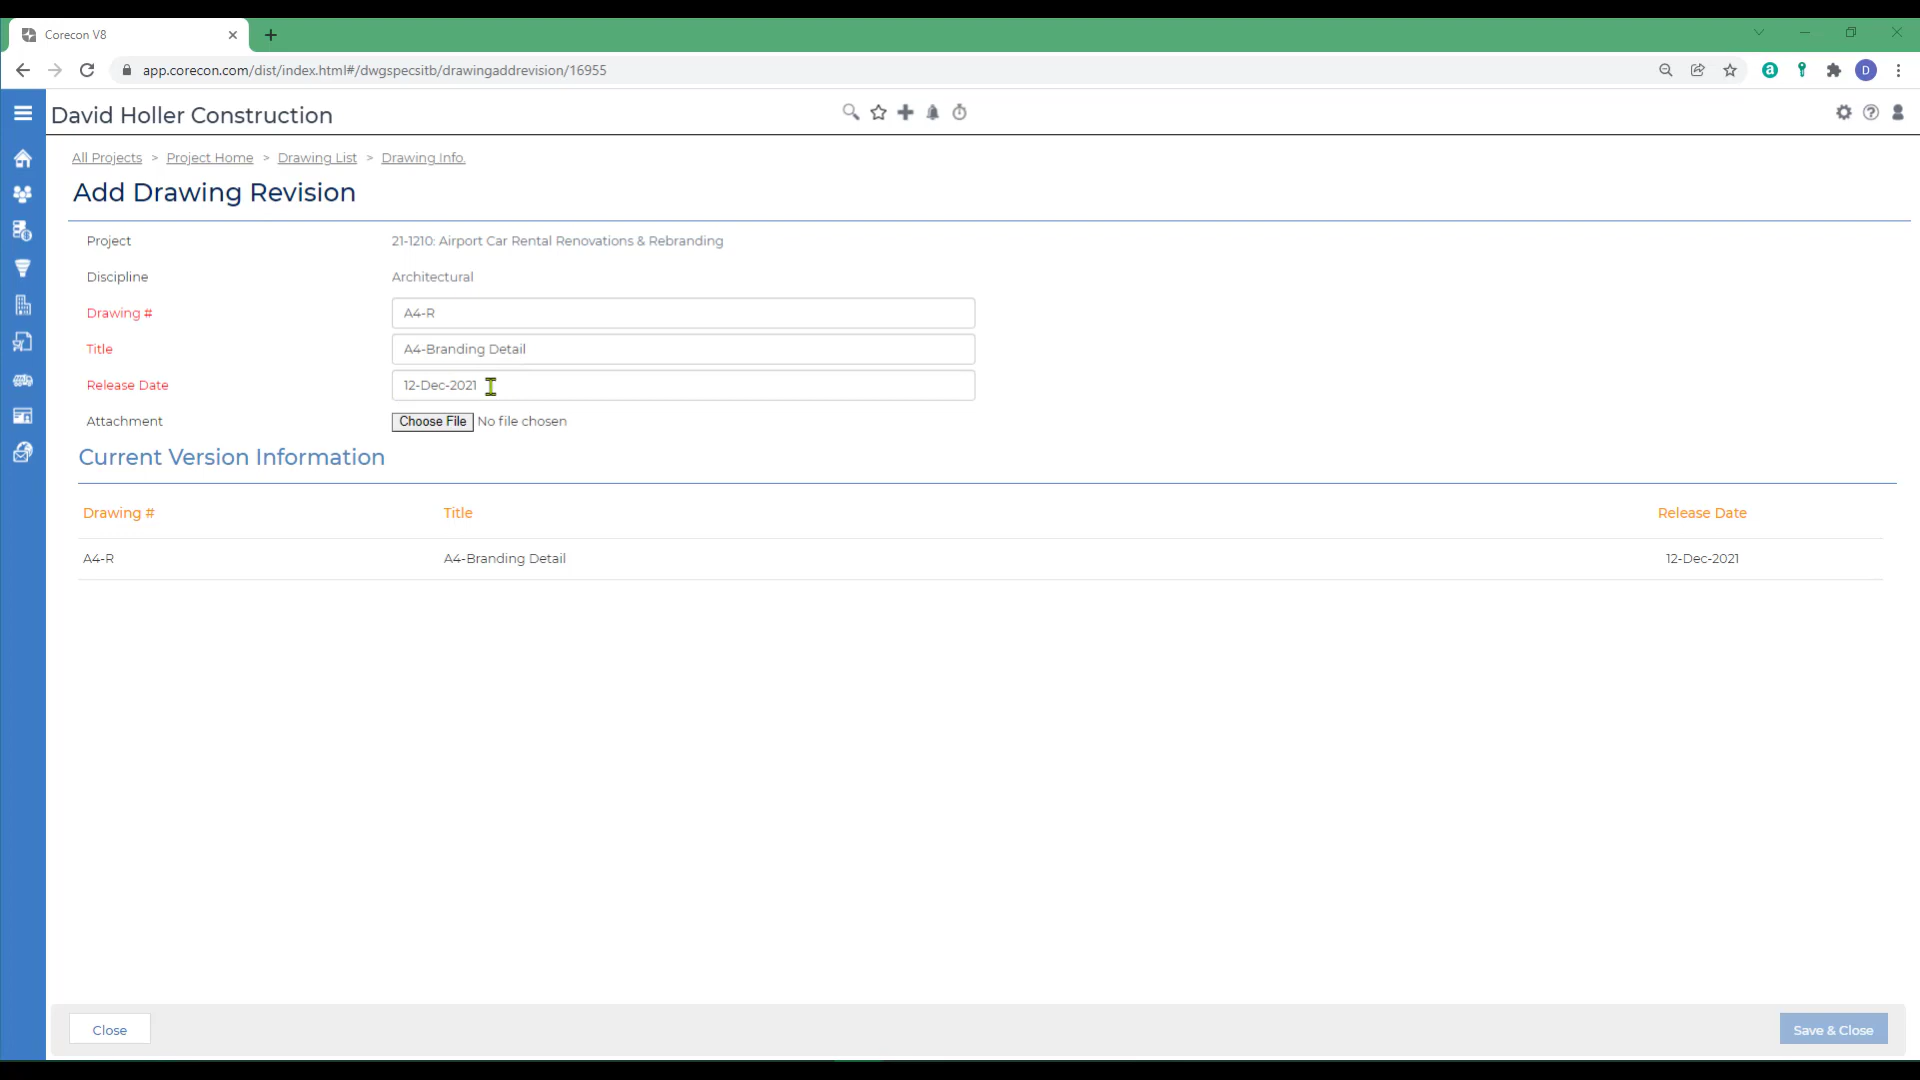 Corecon V8
app.corecon.com/dist/index.html#/dwgspecsitb/drawingaddrevision/16955
a
D
David Holler Construction
All Projects > Project Home > Drawing List > Drawing Info.
Add Drawing Revision
Project 21-1210: Airport Car Rental Renovations & Rebranding
Discipline Architectural
Drawing # A4-R
Title A4-Branding Detail
Release Date 12-Dec-2021
Attachment Choose File No file chosen
Current Version Information
Drawing # Title Release Date
A4-R A4-Branding Detail 12-Dec-2021
Close Save & Close